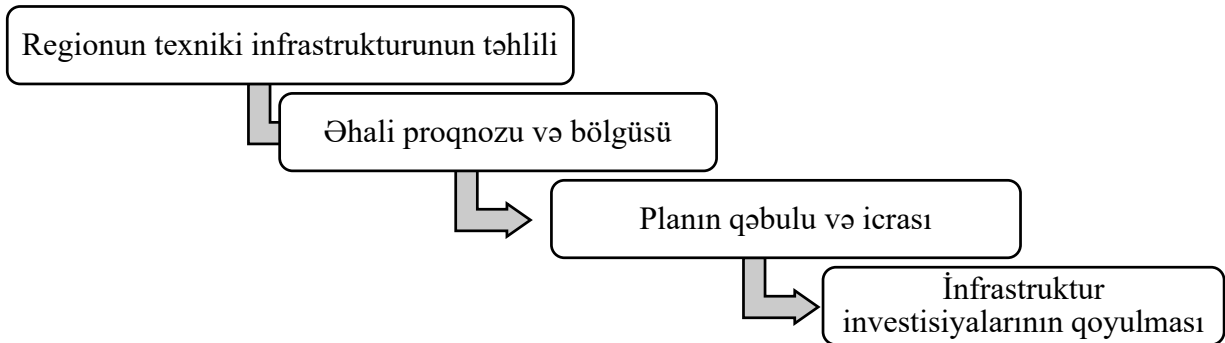 Regionun texniki infrastrukturunun təhlili
Əhali proqnozu və bölgüsü
Planın qəbulu və icrası
İnfrastruktur
investisiyalarının qoyulması